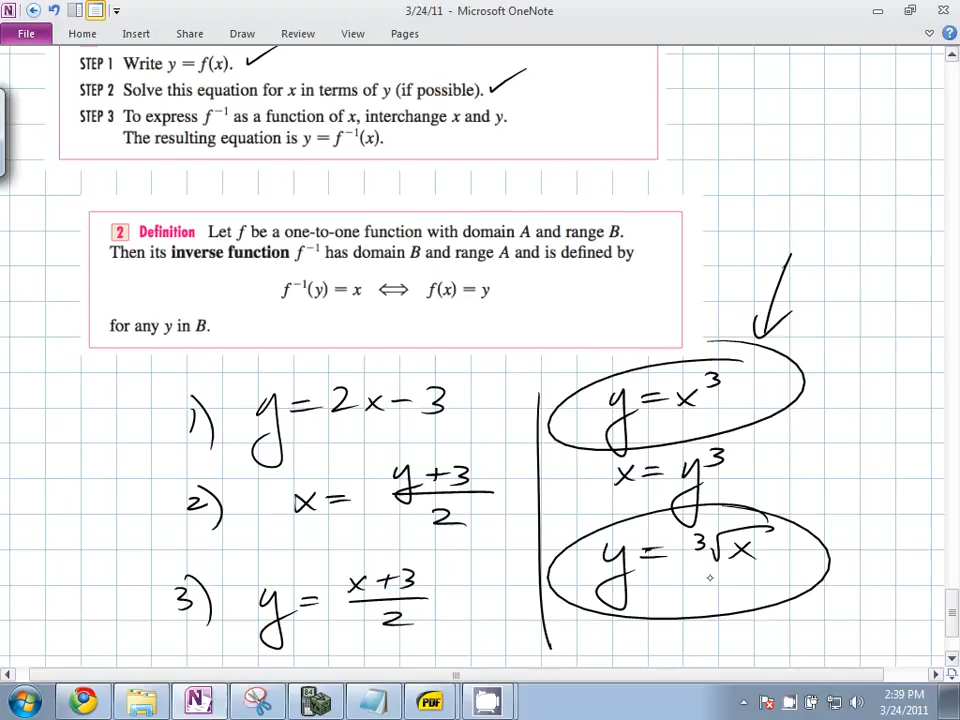 3/24/11 - Microsoft OneNote
File Home Insert Share Draw Review View Pages
STEP 1 Write y = f(x).
STEP 2 Solve this equation for x in terms of y (if possible).
STEP 3 To express f⁻¹ as a function of x, interchange x and y.
The resulting equation is y = f⁻¹(x).
2 Definition Let f be a one-to-one function with domain A and range B.
Then its inverse function f⁻¹ has domain B and range A and is defined by
f⁻¹(y) = x ⟺ f(x) = y
for any y in B.
1) y = 2x - 3
2) x = (y+3)/2
3) y = (x+3)/2
y = x³
x = y³
y = ³√x
84
PDF
2:39 PM
3/24/2011